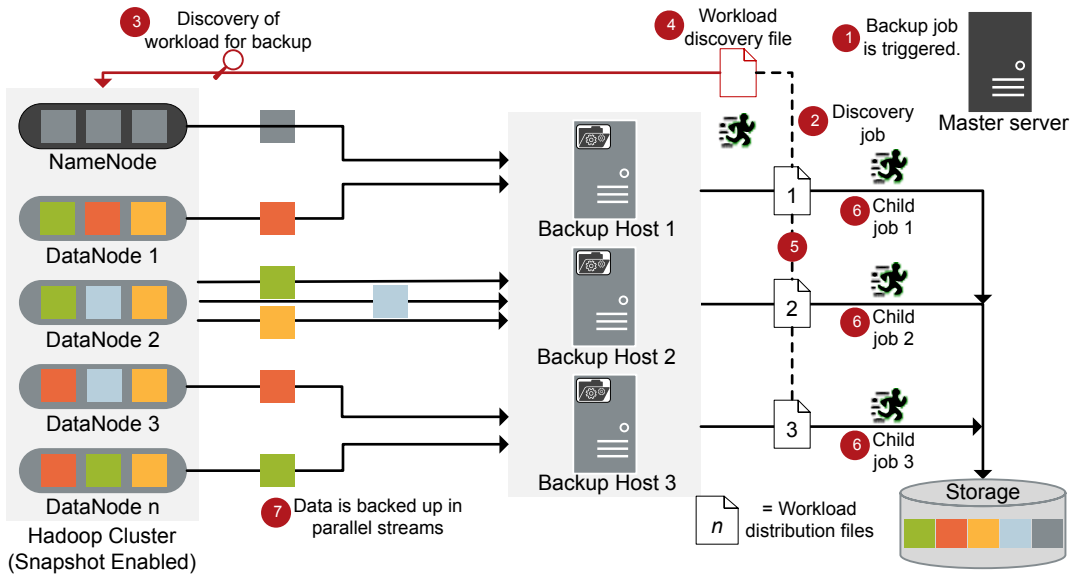 3 Discovery of
workload for backup
4 Workload
discovery file
1 Backup job
is triggered.
Master server
2 Discovery
job
NameNode
DataNode 1
DataNode 2
DataNode 3
DataNode n
Hadoop Cluster
(Snapshot Enabled)
7 Data is backed up in
parallel streams
Backup Host 1
Backup Host 2
Backup Host 3
1
6 Child
job 1
5
2
6 Child
job 2
3
6 Child
job 3
n = Workload
distribution files
Storage